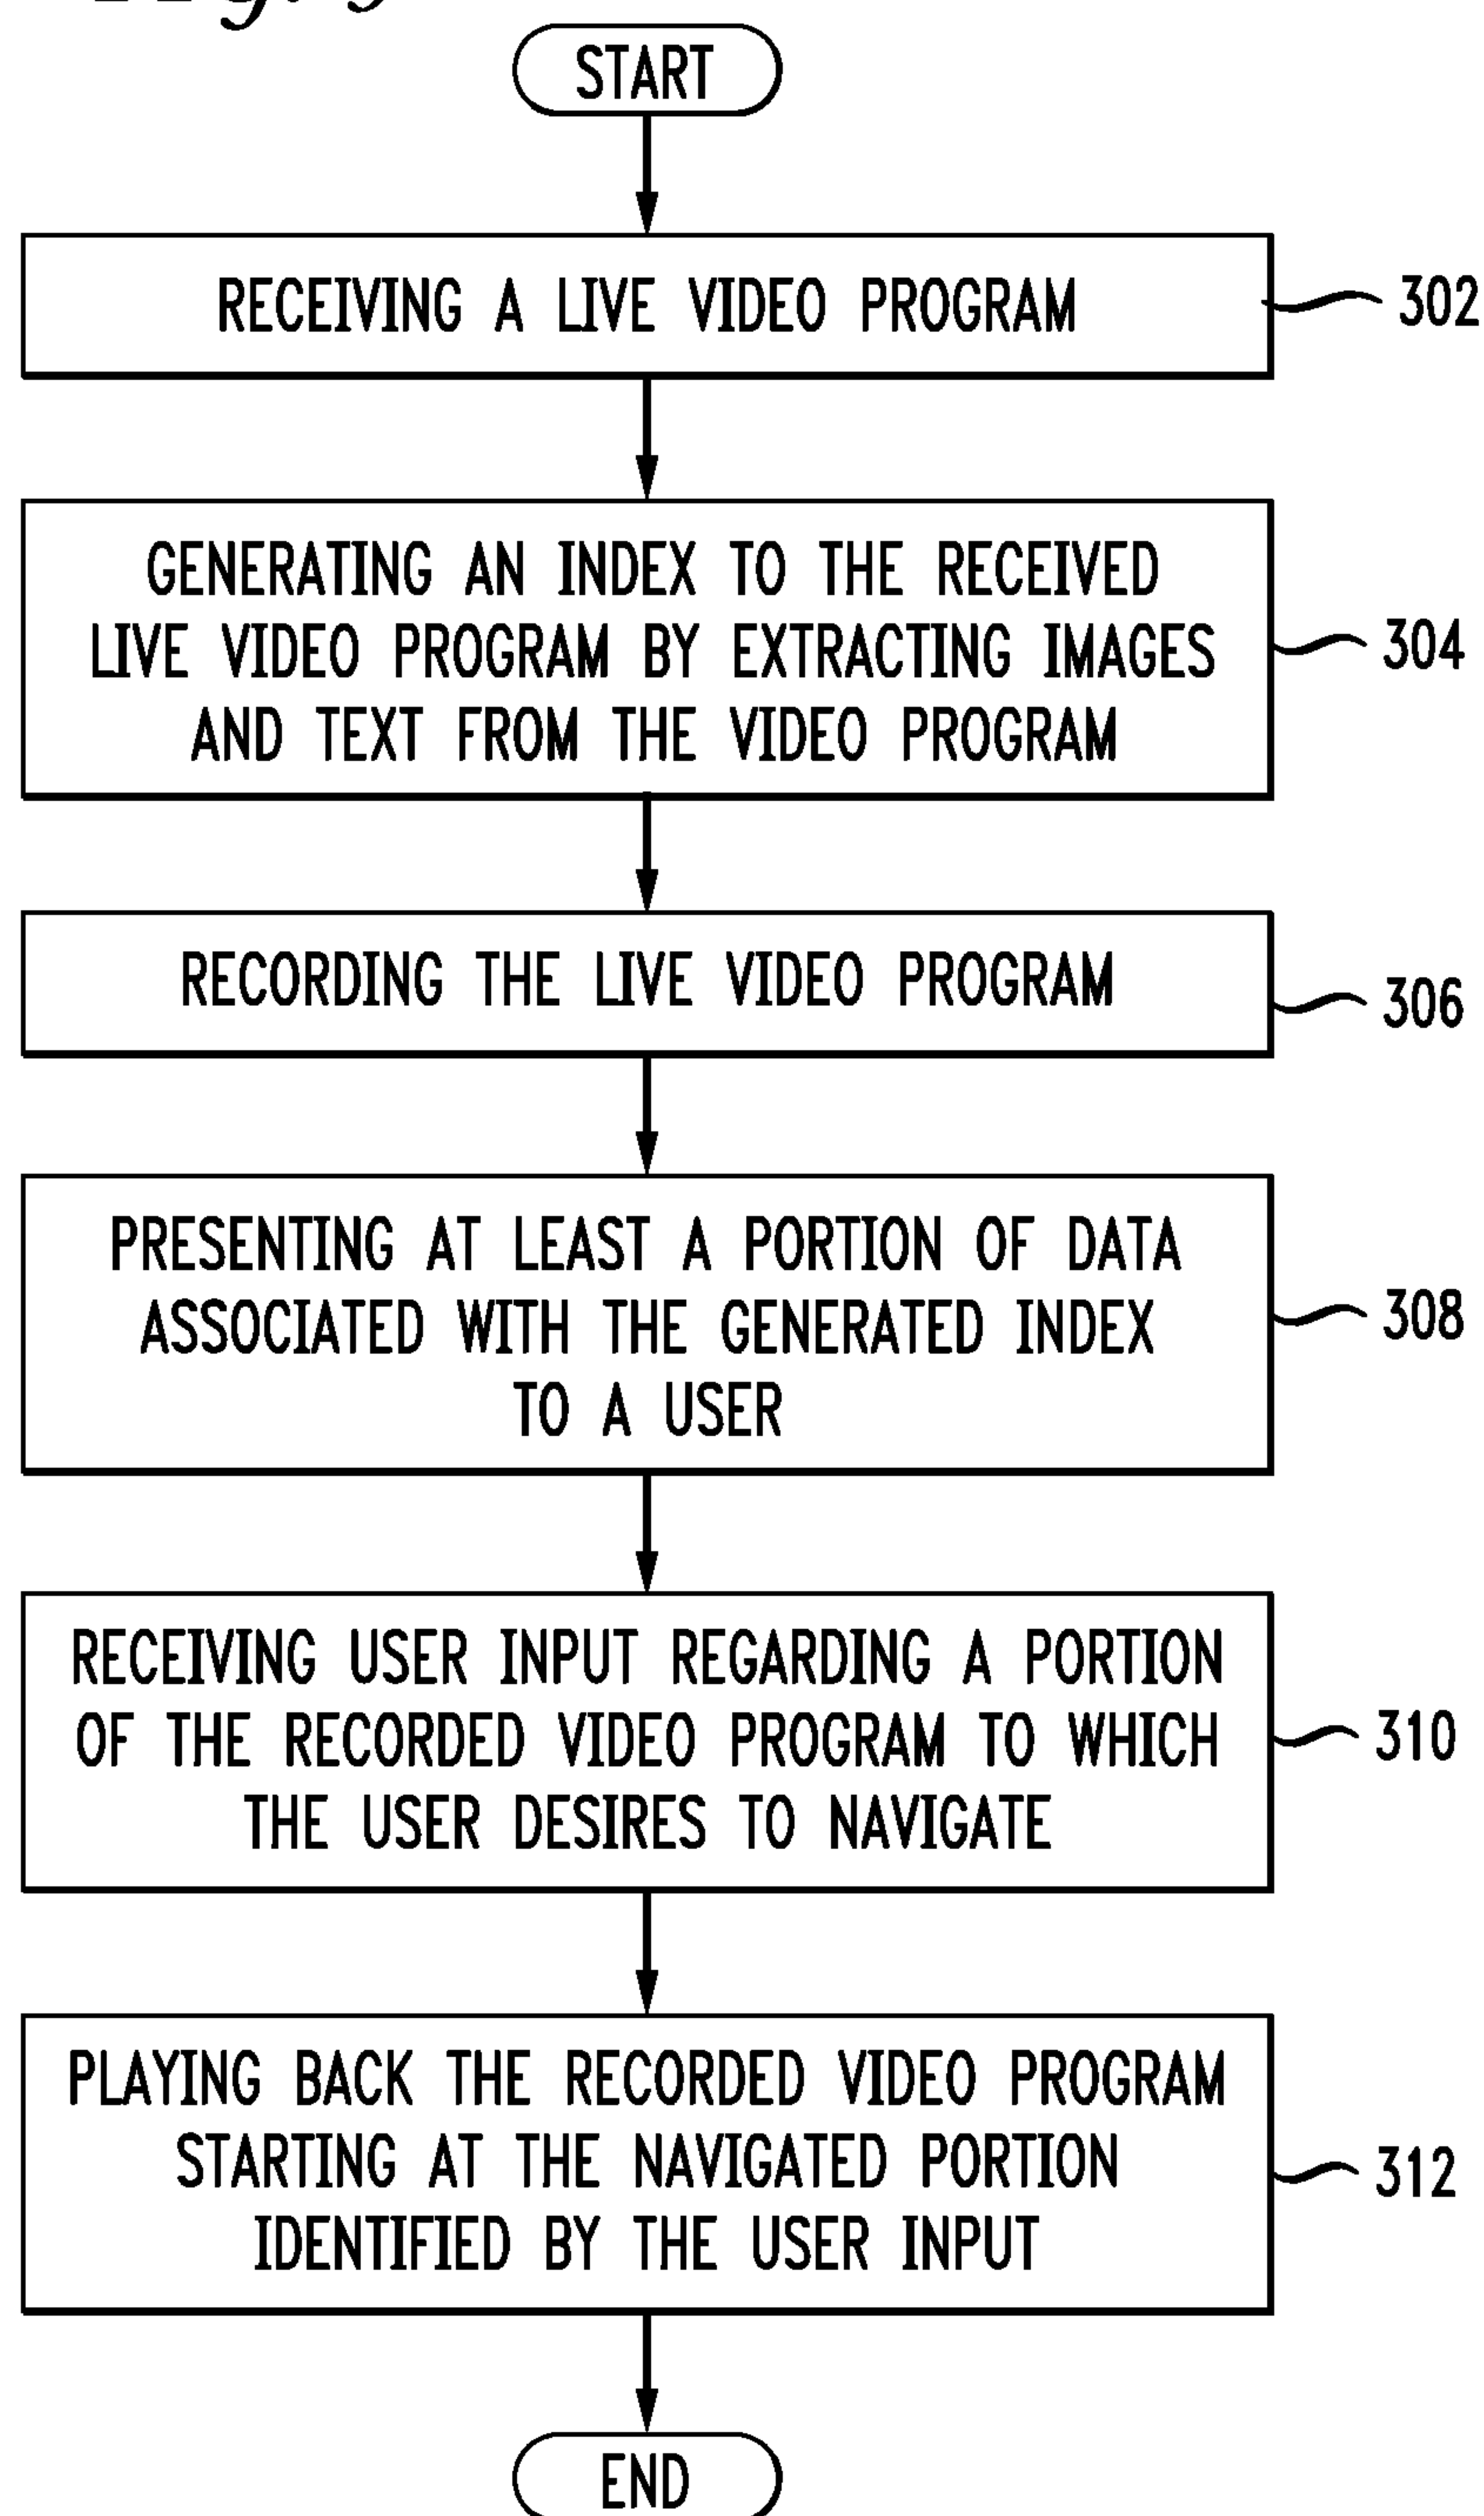 START
RECEIVING A LIVE VIDEO PROGRAM
302
GENERATING AN INDEX TO THE RECEIVED
LIVE VIDEO PROGRAM BY EXTRACTING IMAGES
AND TEXT FROM THE VIDEO PROGRAM
304
RECORDING THE LIVE VIDEO PROGRAM
306
PRESENTING AT LEAST A PORTION OF DATA
ASSOCIATED WITH THE GENERATED INDEX
TO A USER
308
RECEIVING USER INPUT REGARDING A PORTION
OF THE RECORDED VIDEO PROGRAM TO WHICH
THE USER DESIRES TO NAVIGATE
310
PLAYING BACK THE RECORDED VIDEO PROGRAM
STARTING AT THE NAVIGATED PORTION
IDENTIFIED BY THE USER INPUT
312
END